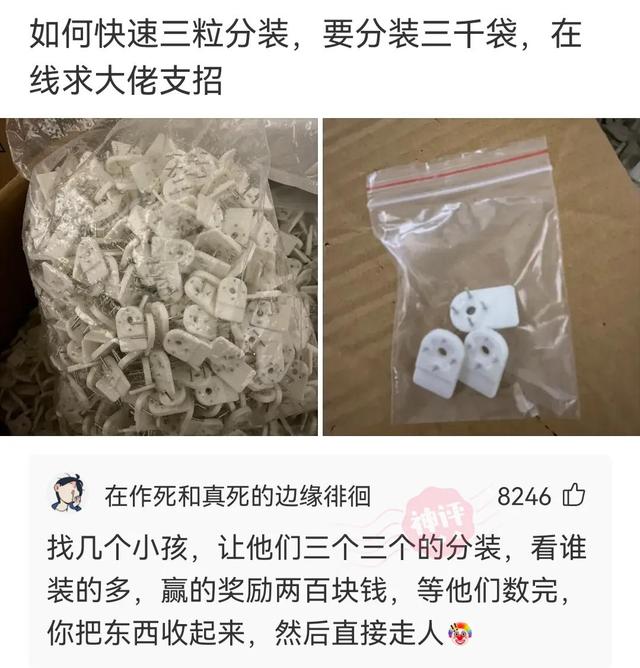 如何快速三粒分装，要分装三千袋，在
线求大佬支招
在作死和真死的边缘徘徊
8246
神评
找几个小孩，让他们三个三个的分装，看谁
装的多，赢的奖励两百块钱，等他们数完，
你把东西收起来，然后直接走人🤡